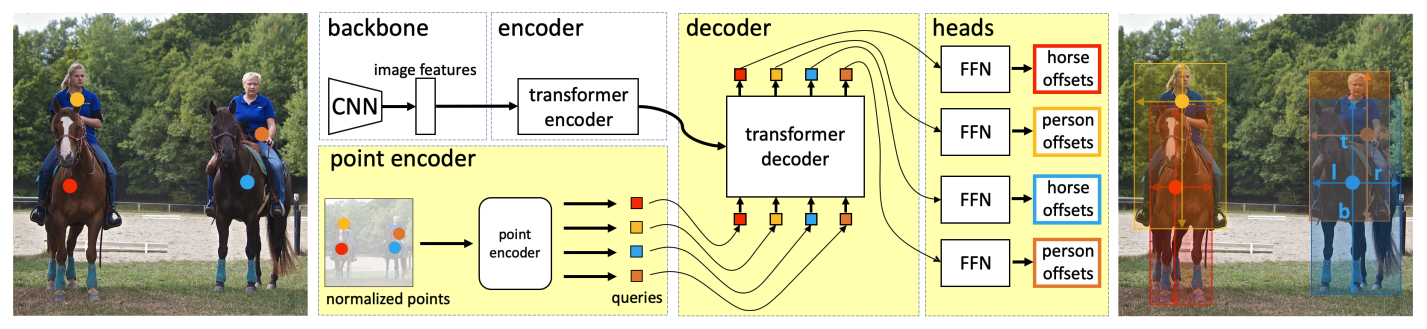 backbone
CNN
image features
encoder
transformer
encoder
point encoder
normalized points
point
encoder
queries
decoder
transformer
decoder
heads
FFN
horse
offsets
FFN
person
offsets
FFN
horse
offsets
FFN
person
offsets
t
l
r
b